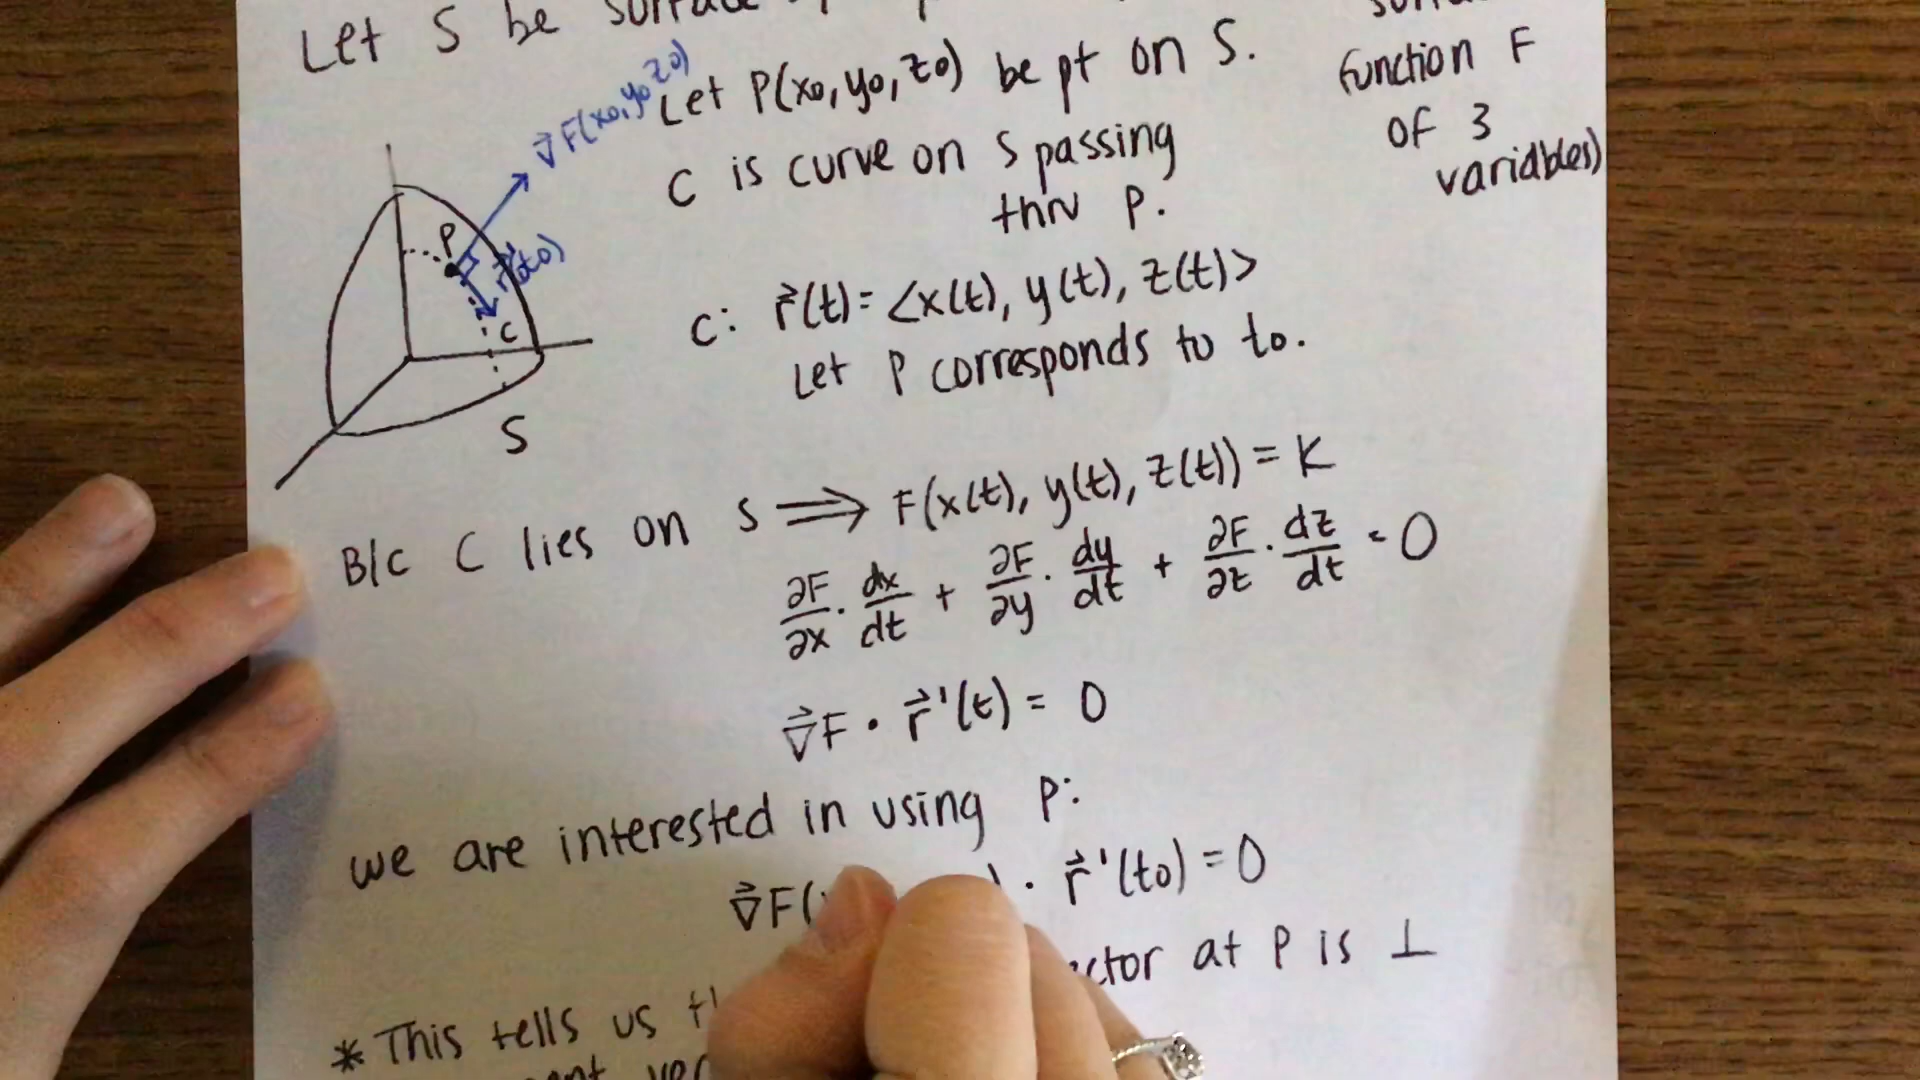 Let S be surface
Let P(x0, y0, z0) be pt on S.
function F
of 3
variables)
C is curve on S passing
thru P.
∇⃗F(x0, y0, z0)
P
r⃗'(t0)
C
S
C: r⃗(t) = <x(t), y(t), z(t)>
Let P corresponds to t0.
B/c C lies on S ⟹ F(x(t), y(t), z(t)) = K
∂F/∂x · dx/dt + ∂F/∂y · dy/dt + ∂F/∂z · dz/dt = 0
∇⃗F · r⃗'(t) = 0
we are interested in using P:
∇⃗F( ) · r⃗'(t0) = 0
* This tells us at P is ⊥